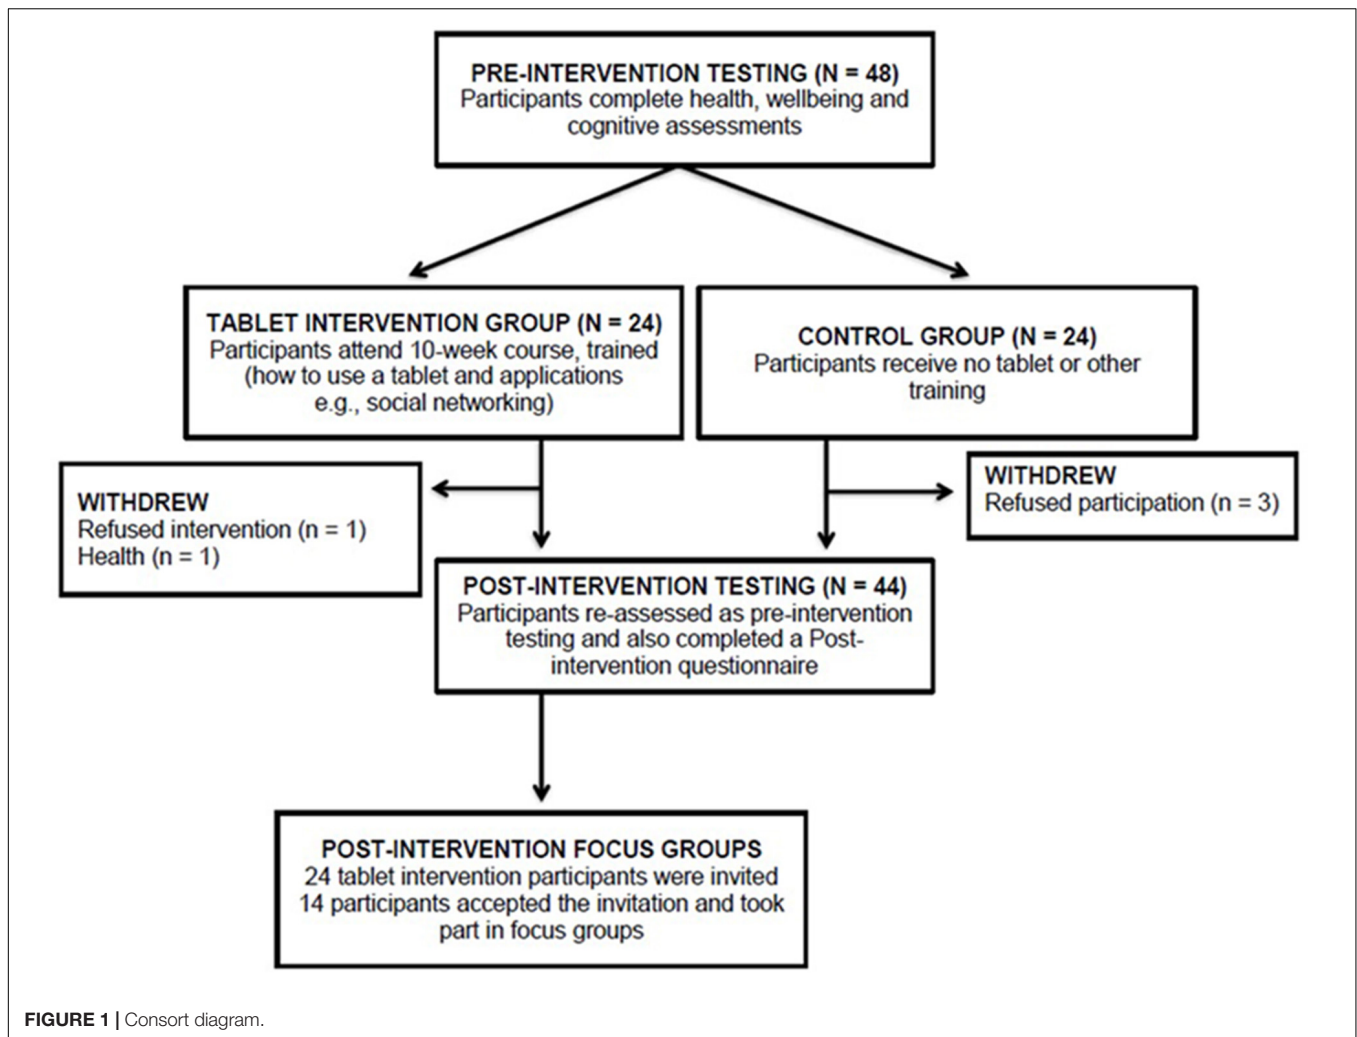 PRE-INTERVENTION TESTING (N = 48)
Participants complete health, wellbeing and
cognitive assessments
TABLET INTERVENTION GROUP (N = 24)
Participants attend 10-week course, trained
(how to use a tablet and applications
e.g., social networking)
CONTROL GROUP (N = 24)
Participants receive no tablet or other
training
WITHDREW
Refused intervention (n = 1)
Health (n = 1)
WITHDREW
Refused participation (n = 3)
POST-INTERVENTION TESTING (N = 44)
Participants re-assessed as pre-intervention
testing and also completed a Post-
intervention questionnaire
POST-INTERVENTION FOCUS GROUPS
24 tablet intervention participants were invited
14 participants accepted the invitation and took
part in focus groups
FIGURE 1 | Consort diagram.